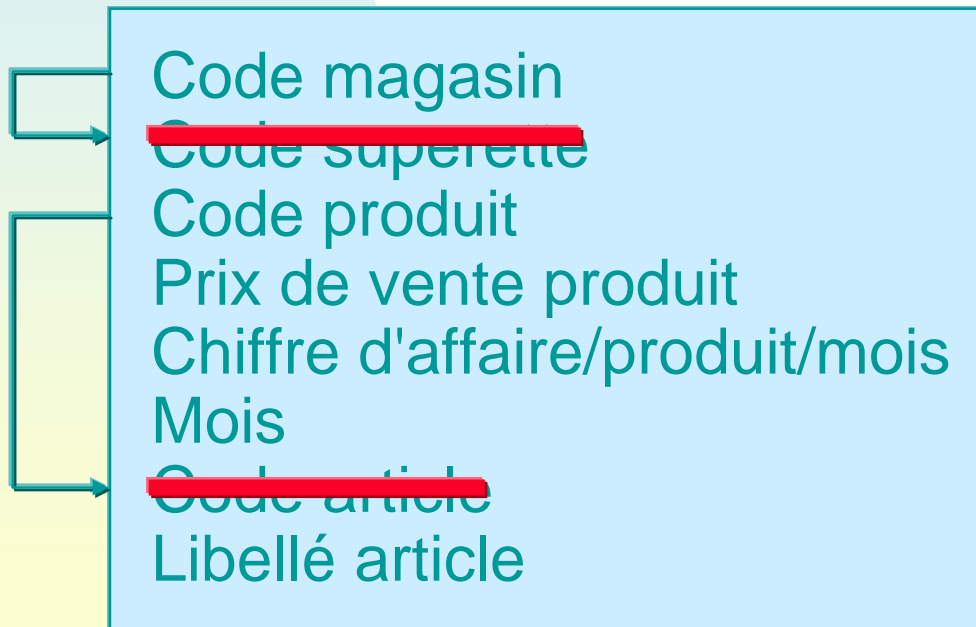 Code magasin
Code superette
Code produit
Prix de vente produit
Chiffre d'affaire/produit/mois
Mois
Code article
Libellé article